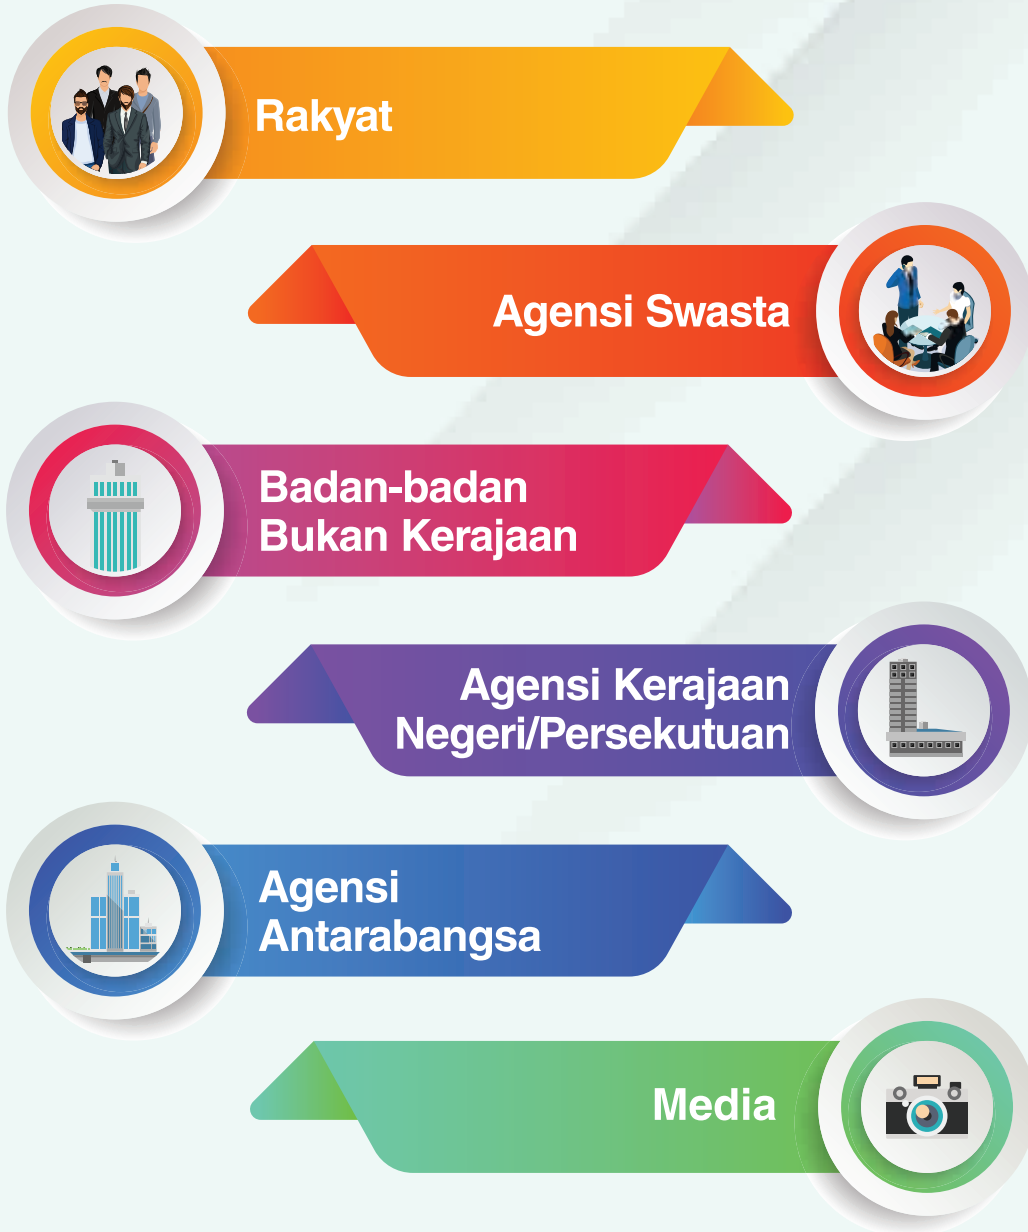 Rakyat
Agensi Swasta
Badan-badan
Bukan Kerajaan
Agensi Kerajaan
Negeri/Persekutuan
Agensi
Antarabangsa
Media